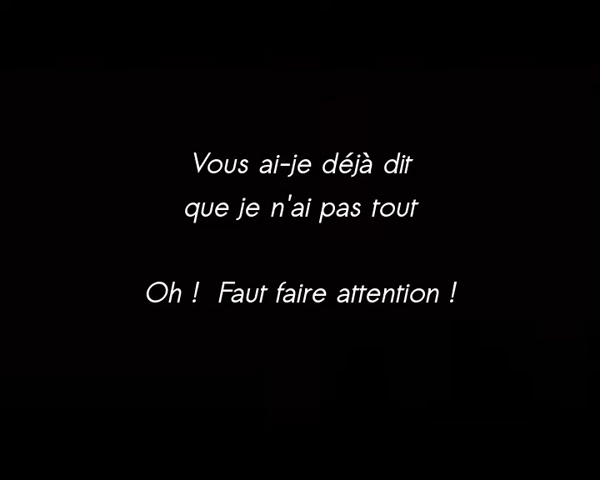 Vous ai-je déjà dit
que je n'ai pas tout
Oh ! Faut faire attention !